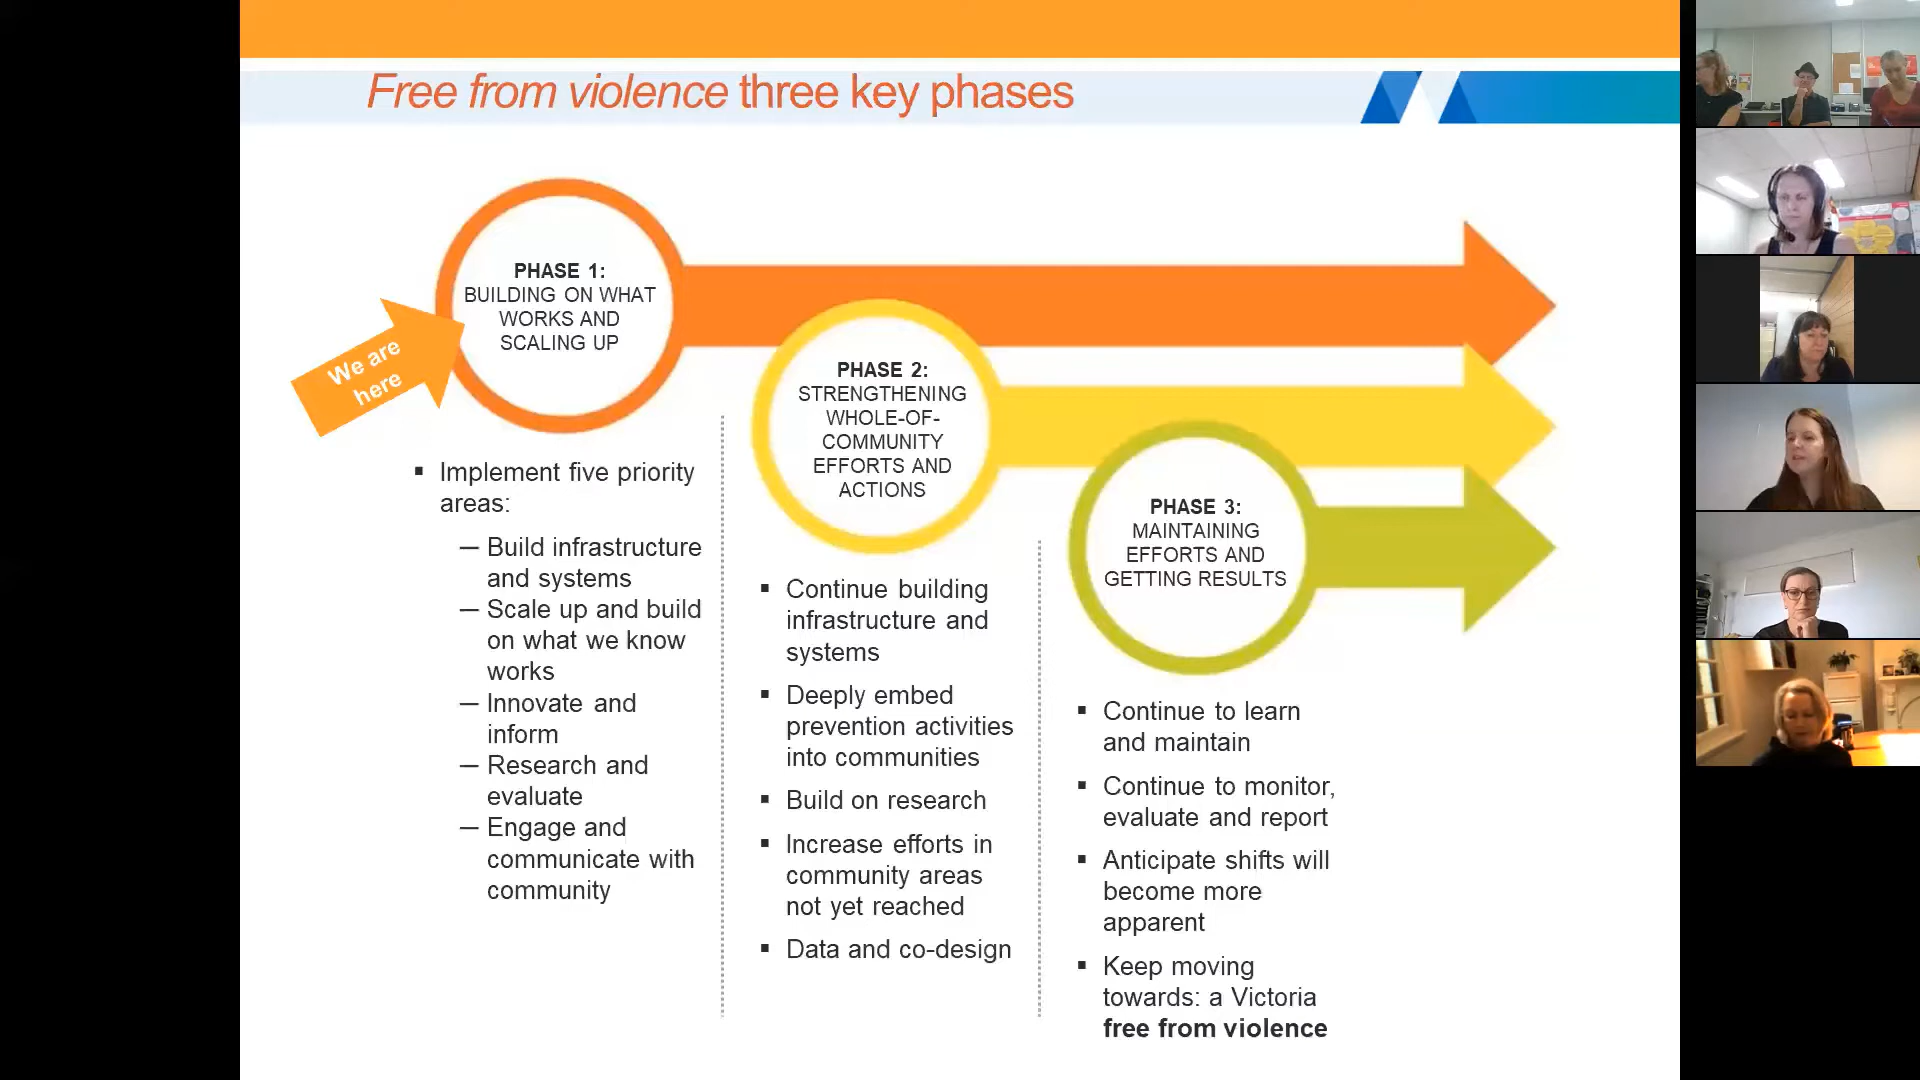 Free from violence three key phases
PHASE 1:
BUILDING ON WHAT
WORKS AND
SCALING UP
We are
here
Implement five priority
areas:
— Build infrastructure
and systems
— Scale up and build
on what we know
works
— Innovate and
inform
— Research and
evaluate
— Engage and
communicate with
community
PHASE 2:
STRENGTHENING
WHOLE-OF-
COMMUNITY
EFFORTS AND
ACTIONS
▪ Continue building
infrastructure and
systems
▪ Deeply embed
prevention activities
into communities
▪ Build on research
▪ Increase efforts in
community areas
not yet reached
▪ Data and co-design
PHASE 3:
MAINTAINING
EFFORTS AND
GETTING RESULTS
▪ Continue to learn
and maintain
▪ Continue to monitor,
evaluate and report
▪ Anticipate shifts will
become more
apparent
▪ Keep moving
towards: a Victoria
free from violence